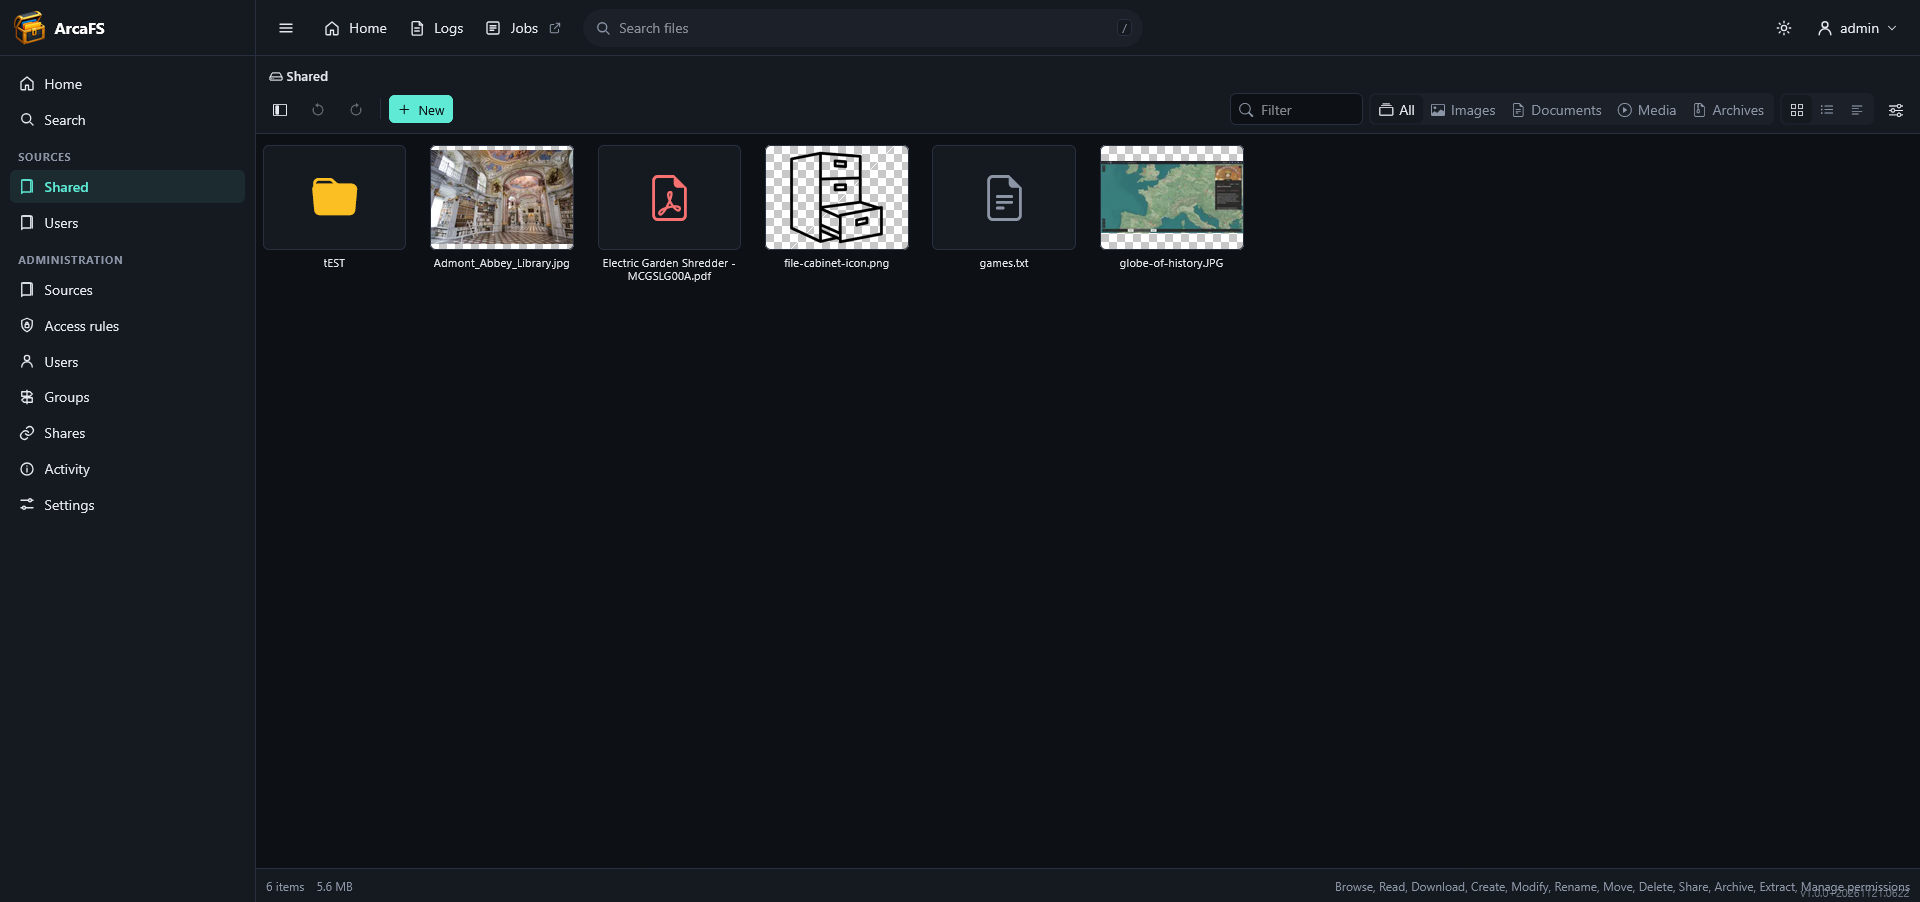 ArcaFS
Home
Logs
Jobs
Search files
/
admin
Home
Search
SOURCES
Shared
Users
ADMINISTRATION
Sources
Access rules
Users
Groups
Shares
Activity
Settings
Shared
New
Filter
All
Images
Documents
Media
Archives
tEST
Admont_Abbey_Library.jpg
Electric Garden Shredder -
MCGSLG00A.pdf
file-cabinet-icon.png
games.txt
globe-of-history.JPG
6 items
5.6 MB
Browse, Read, Download, Create, Modify, Rename, Move, Delete, Share, Archive, Extract, Manage permissions